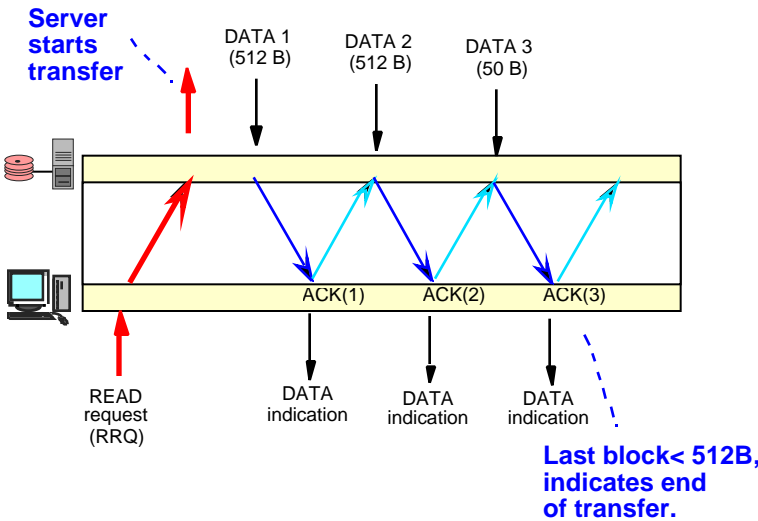 Server
starts
transfer
DATA 1
(512 B)
DATA 2
(512 B)
DATA 3
(50 B)
ACK(1)
ACK(2)
ACK(3)
READ
request
(RRQ)
DATA
indication
DATA
indication
DATA
indication
Last block< 512B,
indicates end
of transfer.